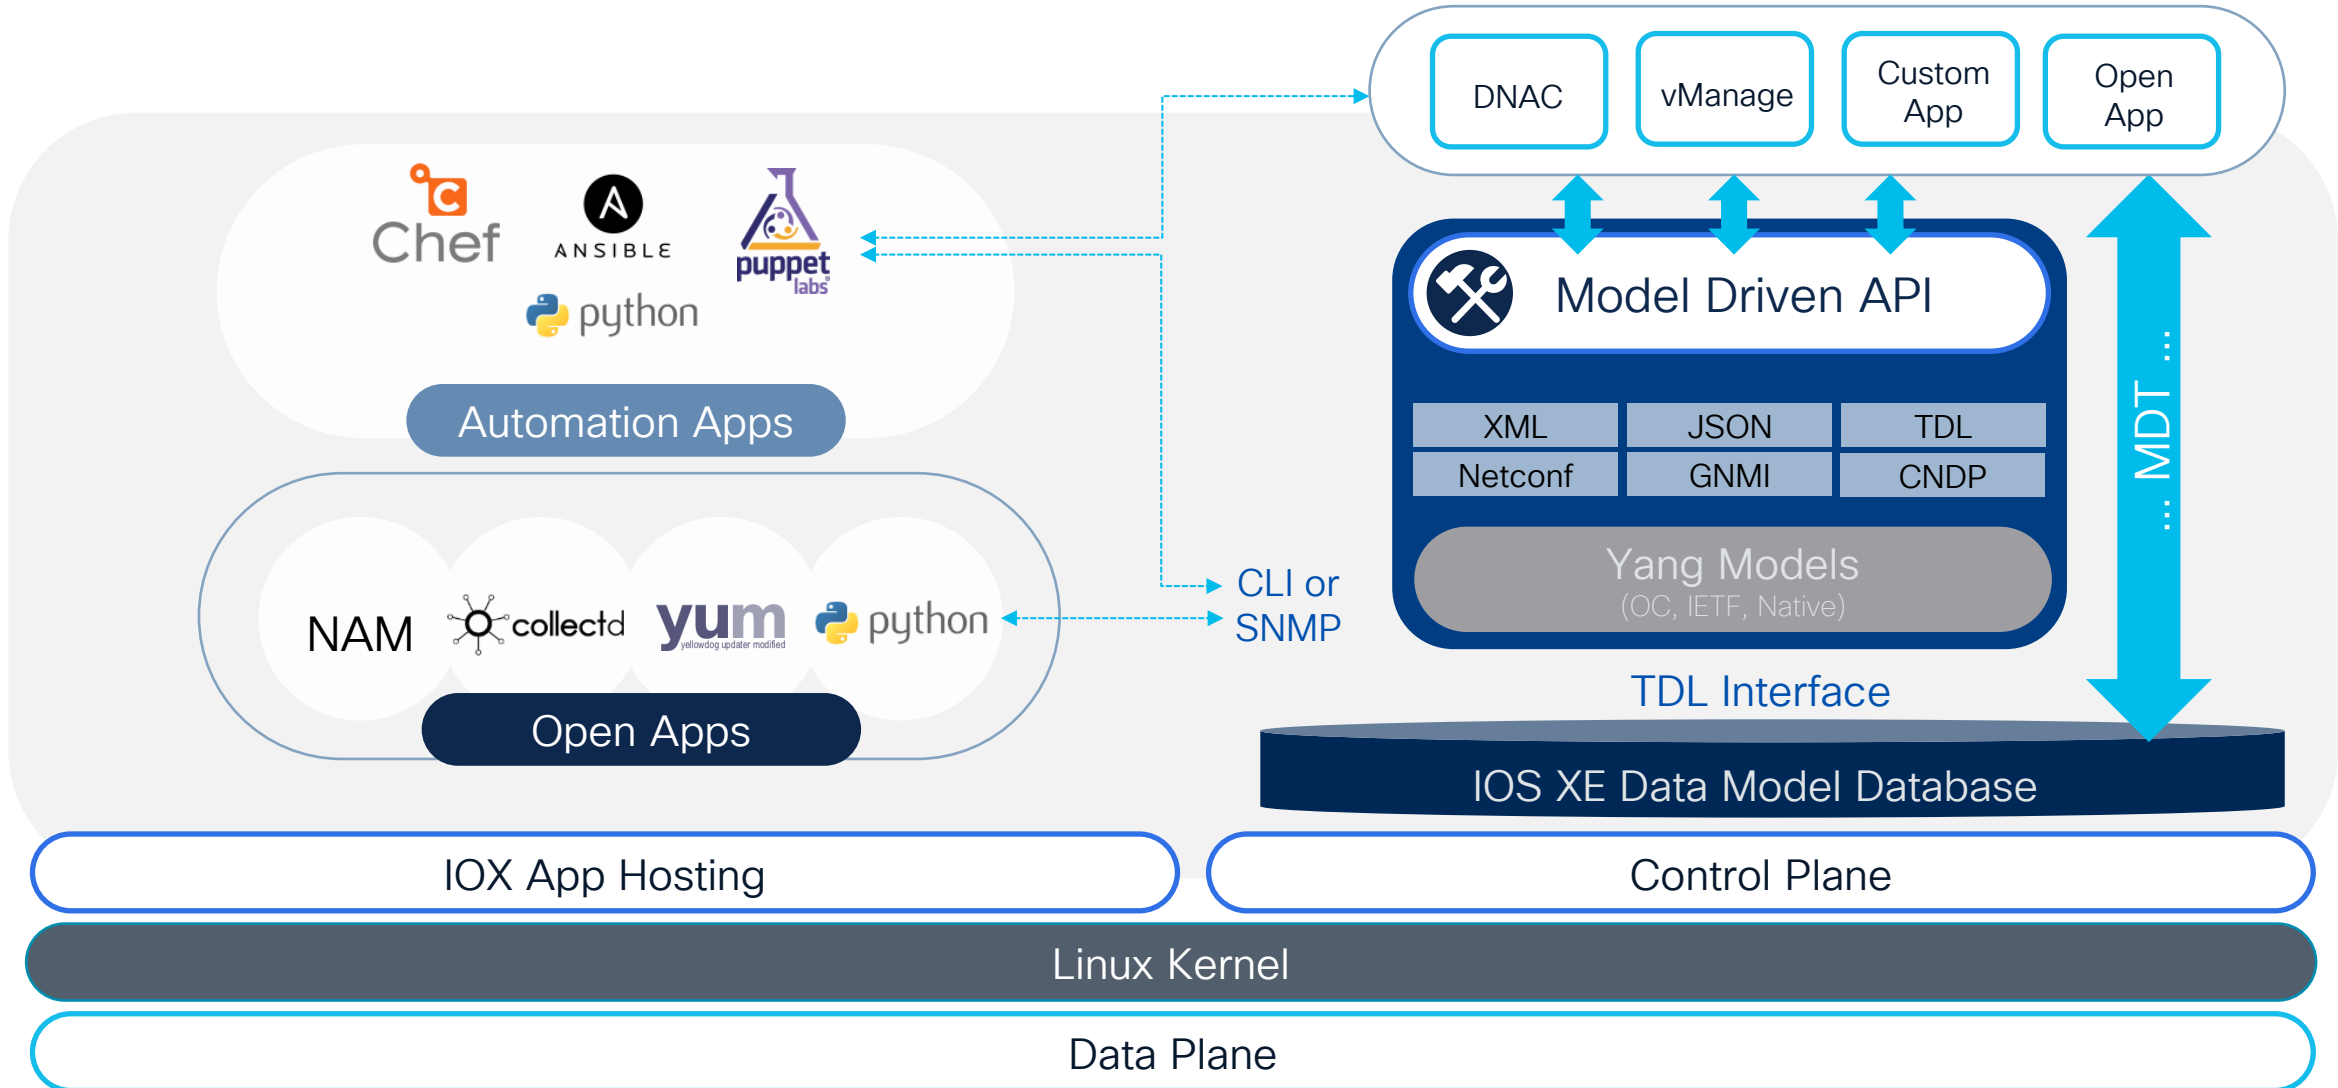 DNAC
vManage
Custom
App
Open
App
Chef
ANSIBLE
puppet
labs
python
Automation Apps
Model Driven API
XML
JSON
TDL
Netconf
GNMI
CNDP
Yang Models
(OC, IETF, Native)
... MDT ...
NAM
collectd
yum
yellowdog updater modified
python
Open Apps
CLI or
SNMP
TDL Interface
IOS XE Data Model Database
IOX App Hosting
Control Plane
Linux Kernel
Data Plane